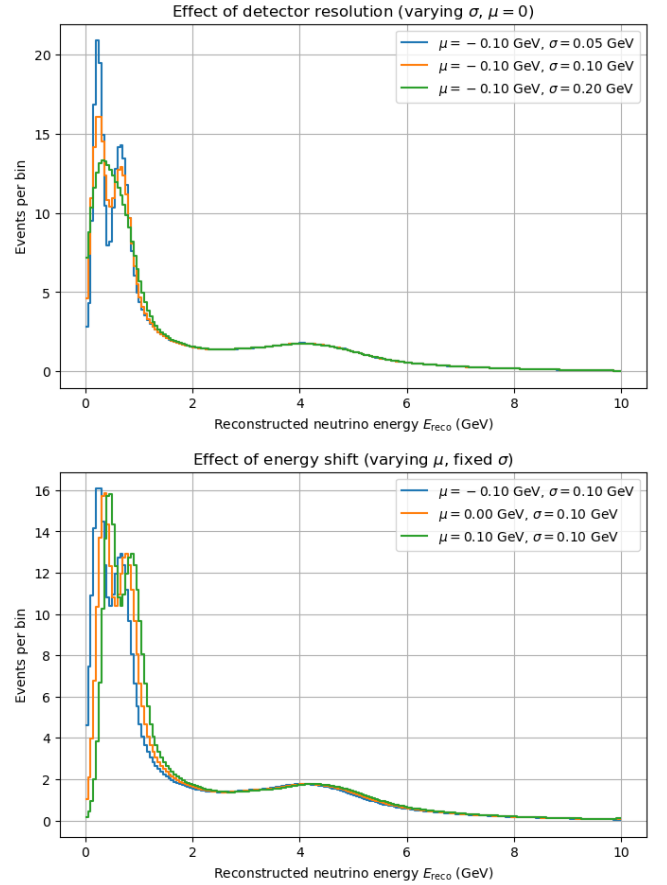 Effect of detector resolution (varying σ, μ = 0)
μ = −0.10 GeV, σ = 0.05 GeV
μ = −0.10 GeV, σ = 0.10 GeV
μ = −0.10 GeV, σ = 0.20 GeV
20
15
10
5
0
Events per bin
0 2 4 6 8 10
Reconstructed neutrino energy E_reco (GeV)
Effect of energy shift (varying μ, fixed σ)
μ = −0.10 GeV, σ = 0.10 GeV
μ = 0.00 GeV, σ = 0.10 GeV
μ = 0.10 GeV, σ = 0.10 GeV
16
14
12
10
8
6
4
2
0
Events per bin
0 2 4 6 8 10
Reconstructed neutrino energy E_reco (GeV)